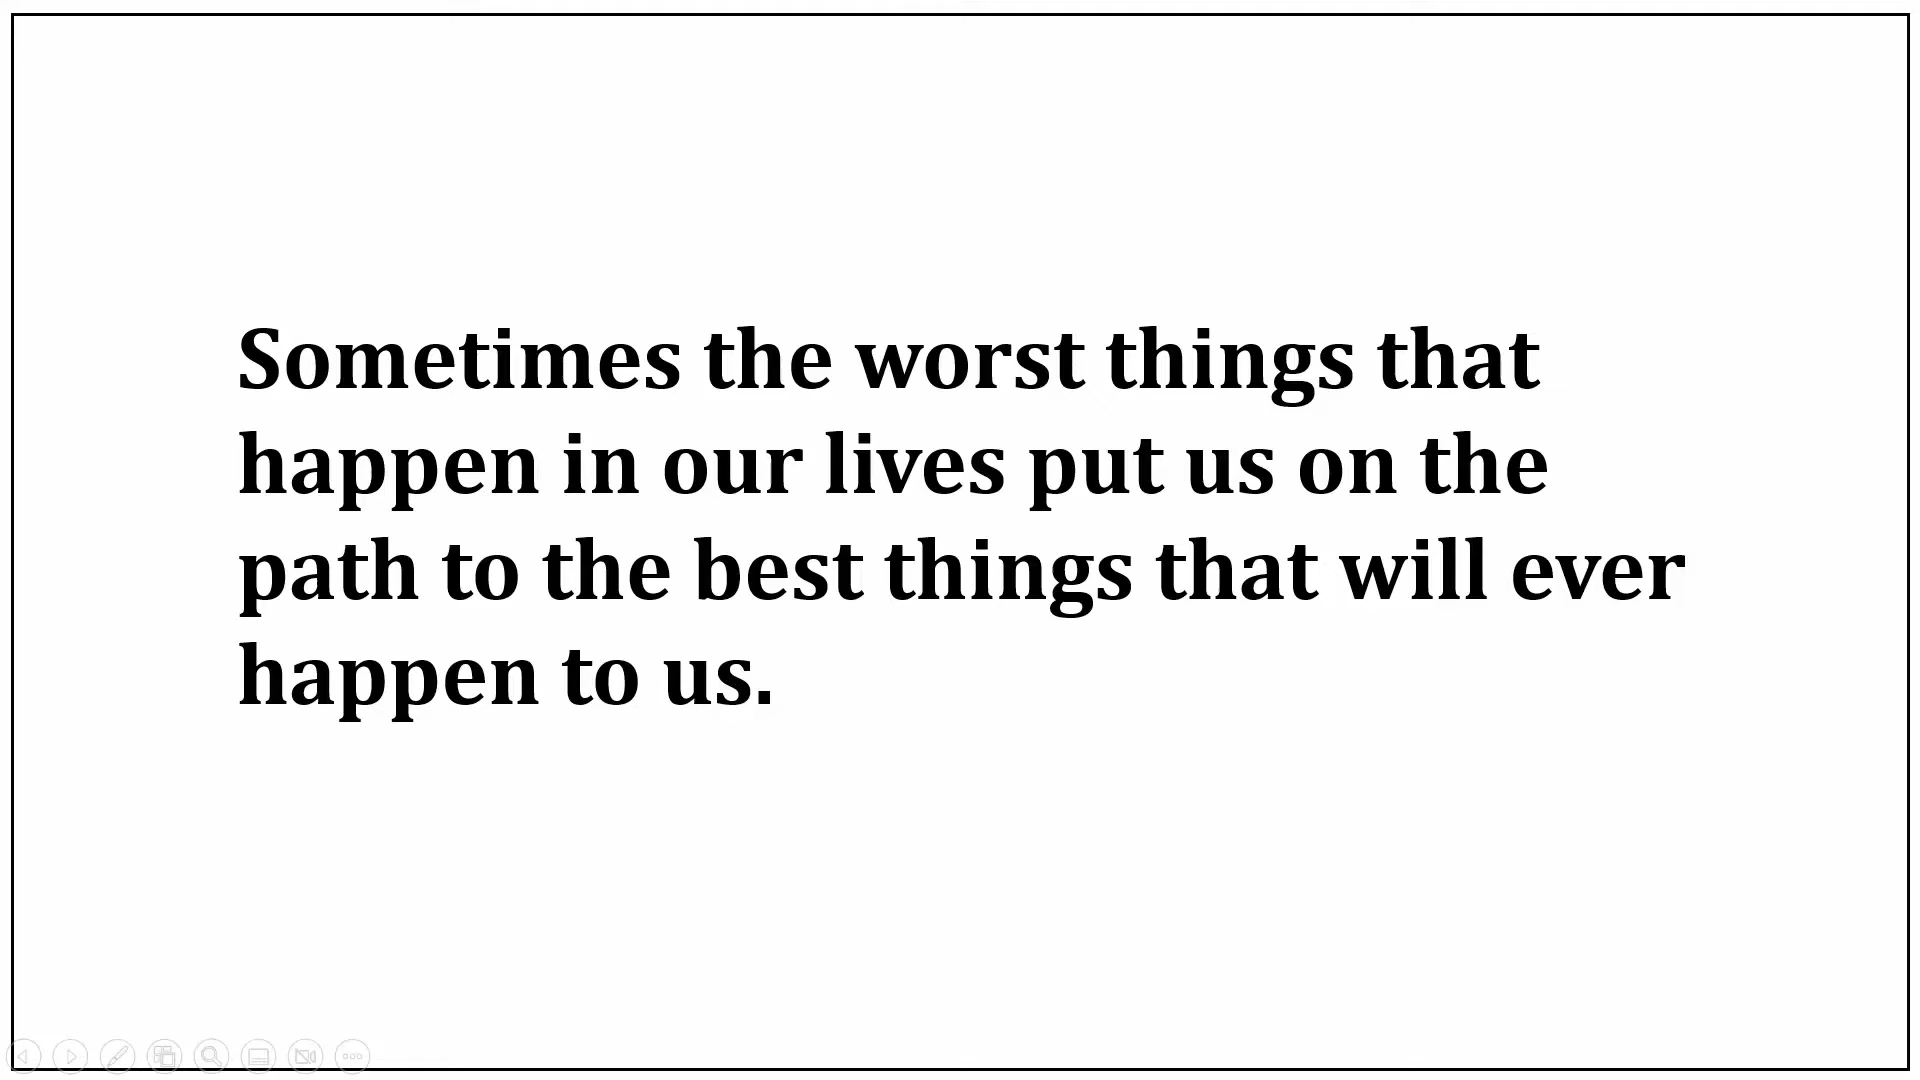 Sometimes the worst things that
happen in our lives put us on the
path to the best things that will ever
happen to us.